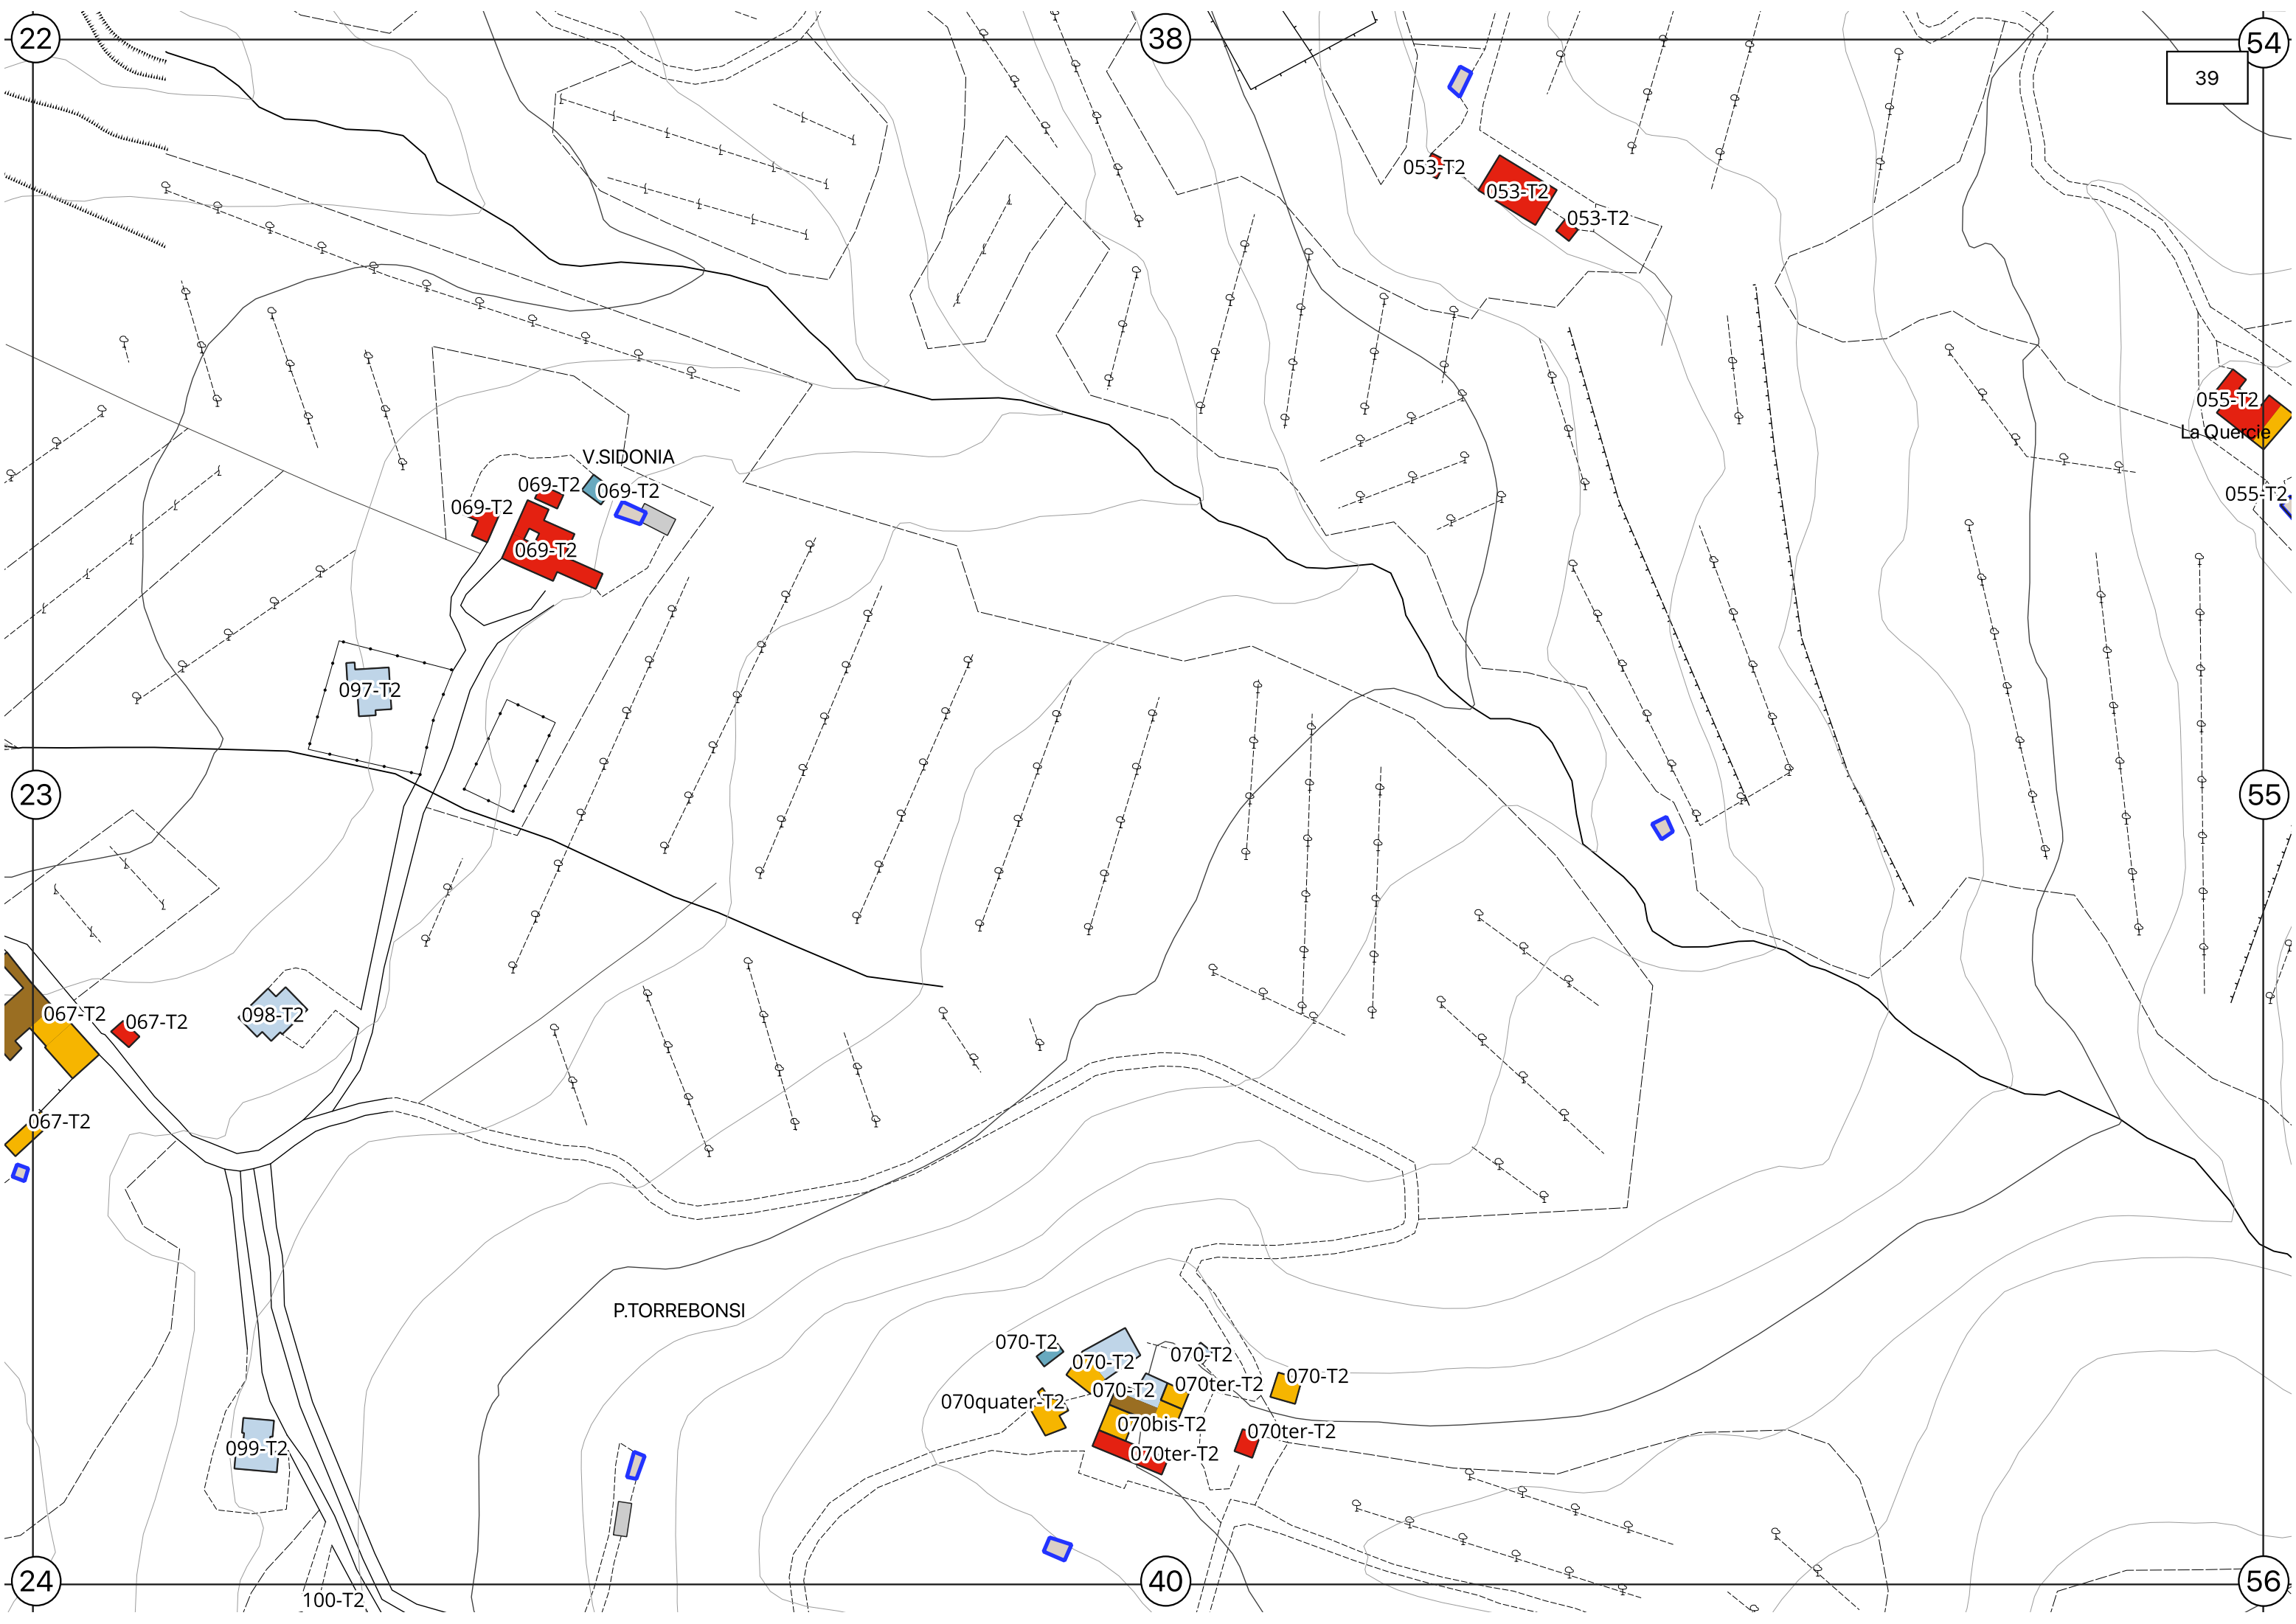 22
38
54
39
053-T2
053-T2
053-T2
055-T2
La Quercie
V.SIDONIA
069-T2
069-T2
069-T2
055-T2
069-T2
097-T2
23
55
067-T2
067-T2
098-T2
067-T2
P.TORREBONSI
070-T2
070-T2
070-T2
070-T2
070ter-T2
070-T2
070quater-T2
070bis-T2
070ter-T2
099-T2
070ter-T2
24
40
56
100-T2